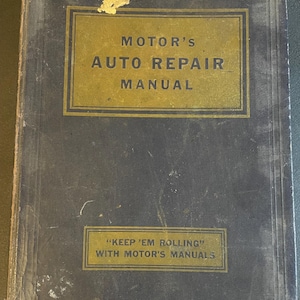 MOTOR's
AUTO REPAIR
MANUAL
"KEEP 'EM ROLLING"
WITH MOTOR'S MANUALS